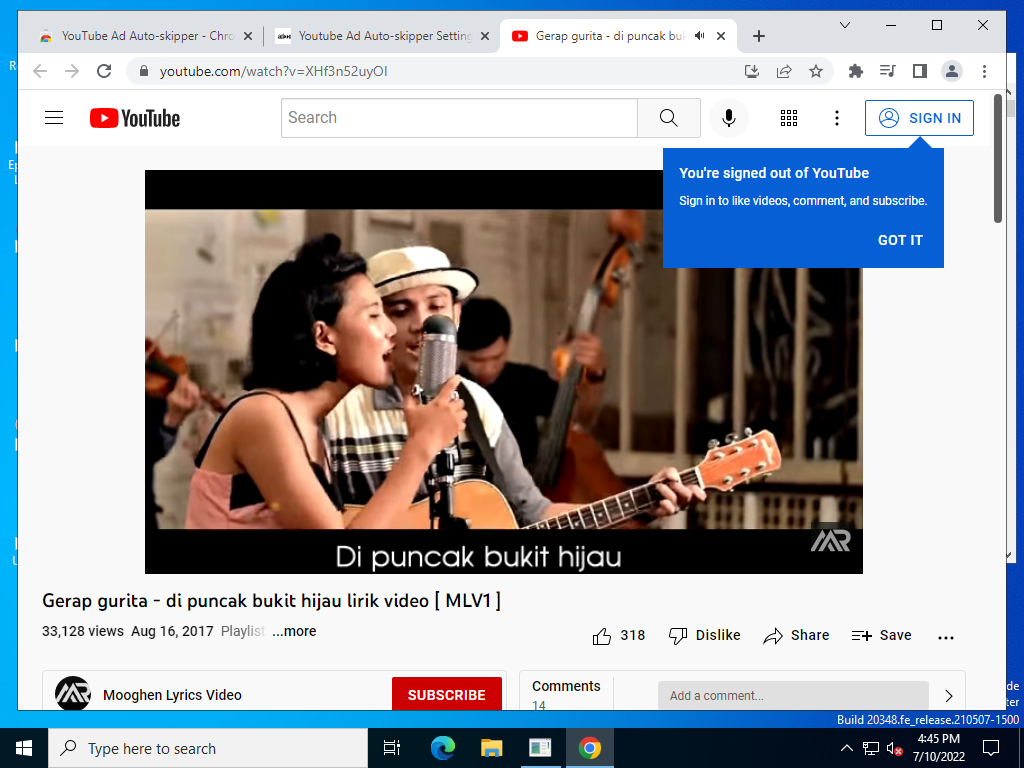 YouTube Ad Auto-skipper - Chro
Youtube Ad Auto-skipper Setting
Gerap gurita - di puncak buk
youtube.com/watch?v=XHf3n52uyOI
YouTube
Search
SIGN IN
You're signed out of YouTube
Sign in to like videos, comment, and subscribe.
GOT IT
Di puncak bukit hijau
MR
Gerap gurita - di puncak bukit hijau lirik video [ MLV1 ]
33,128 views Aug 16, 2017 Playlist ...more
318 Dislike Share Save
Mooghen Lyrics Video
SUBSCRIBE
Comments
14
Add a comment...
Build 20348.fe_release.210507-1500
Type here to search
4:45 PM
7/10/2022